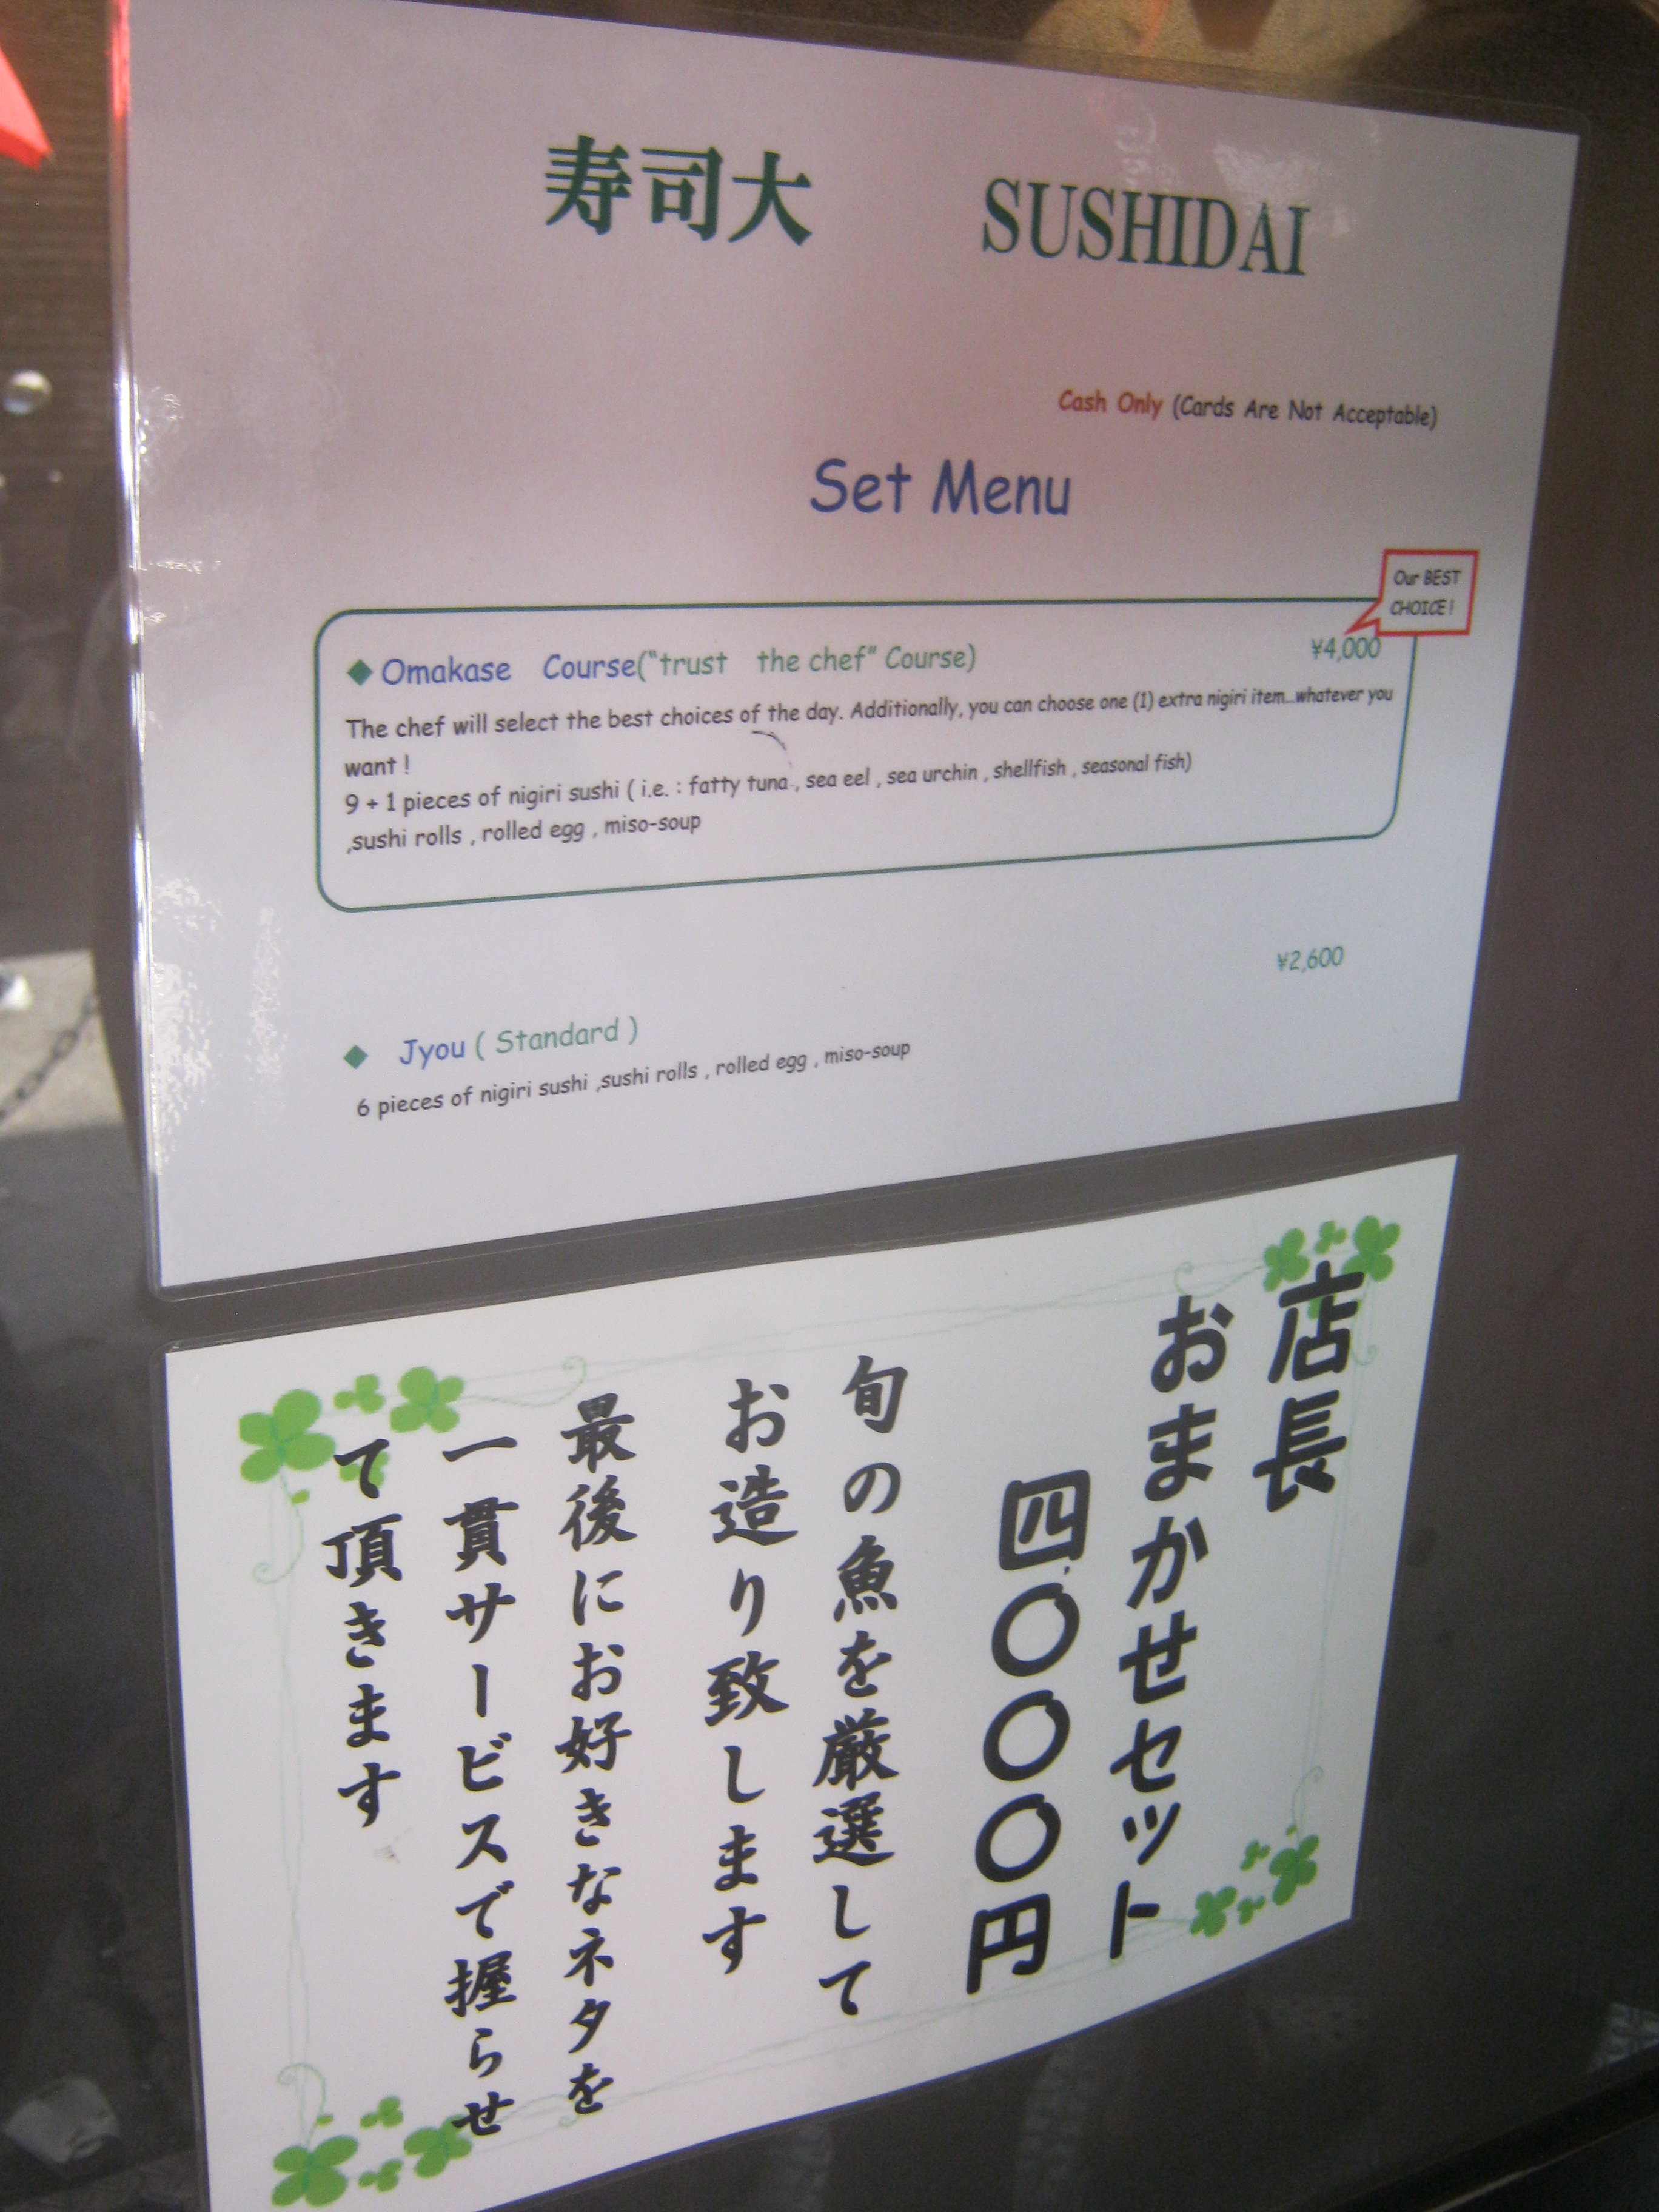 寿司大 SUSHIDAI
Cash Only (Cards Are Not Acceptable)
Set Menu
Our BEST
CHOICE !
◆ Omakase Course("trust the chef" Course) ¥4,000
The chef will select the best choices of the day. Additionally, you can choose one (1) extra nigiri item...whatever you
want !
9 + 1 pieces of nigiri sushi ( i.e. : fatty tuna , sea eel , sea urchin , shellfish , seasonal fish)
,sushi rolls , rolled egg , miso-soup
¥2,600
◆ Jyou ( Standard )
6 pieces of nigiri sushi ,sushi rolls , rolled egg , miso-soup
店長
おまかせセット
四〇〇〇円
旬の魚を厳選して
お造り致します
最後にお好きなネタを
一貫サービスで握らせ
て頂きます